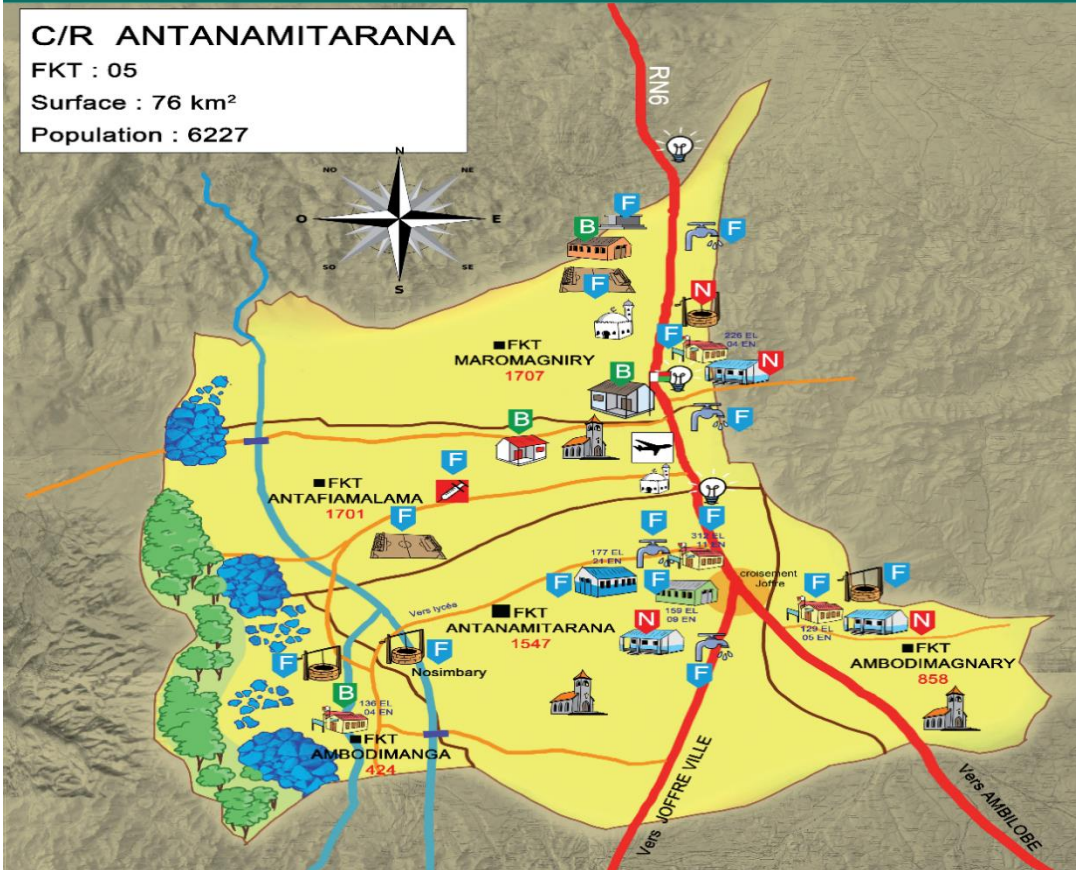 C/R ANTANAMITARANA
FKT : 05
Surface : 76 km²
Population : 6227
RN6
N
NO
NE
O
E
SO
SE
S
F
B
F
F
N
F
226 EL
04 EN
N
FKT
MAROMAGNIRY
1707
B
F
B
F
FKT
ANTAFIAMALAMA
1701
F
F
F
312 EL
11 EN
177 EL
21 EN
F
F
159 EL
09 EN
croisement
Joffre
F
F
129 EL
05 EN
N
Vers lycée
FKT
ANTANAMITARANA
1547
N
F
FKT
AMBODIMAGNARY
858
F
F
Nosimbary
B
136 EL
04 EN
FKT
AMBODIMANGA
424
Vers JOFFRE VILLE
Vers AMBILOBE